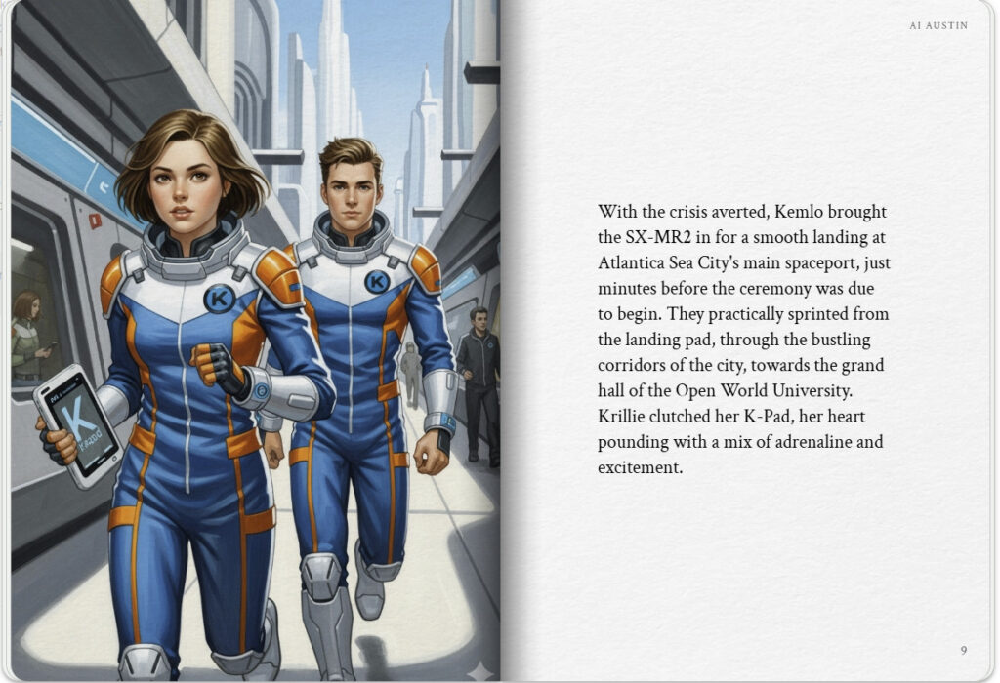 AI AUSTIN
K
K
K
With the crisis averted, Kemlo brought
the SX-MR2 in for a smooth landing at
Atlantica Sea City's main spaceport, just
minutes before the ceremony was due
to begin. They practically sprinted from
the landing pad, through the bustling
corridors of the city, towards the grand
hall of the Open World University.
Krillie clutched her K-Pad, her heart
pounding with a mix of adrenaline and
excitement.
9